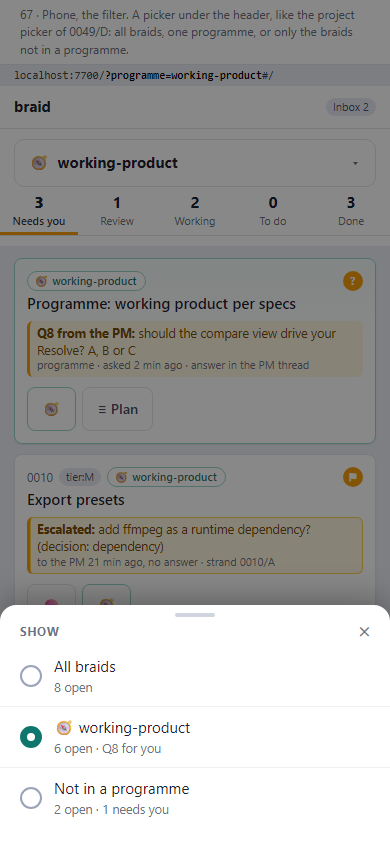 67 · Phone, the filter. A picker under the header, like the project
picker of 0049/D: all braids, one programme, or only the braids
not in a programme.
localhost:7700/?programme=working-product#/
braid
Inbox 2
working-product
3 1 2 0 3
Needs you Review Working To do Done
working-product ?
Programme: working product per specs
Q8 from the PM: should the compare view drive your
Resolve? A, B or C
programme · asked 2 min ago · answer in the PM thread
Plan
0010 tier:M working-product
Export presets
Escalated: add ffmpeg as a runtime dependency?
(decision: dependency)
to the PM 21 min ago, no answer · strand 0010/A
SHOW
All braids
8 open
working-product
6 open · Q8 for you
Not in a programme
2 open · 1 needs you